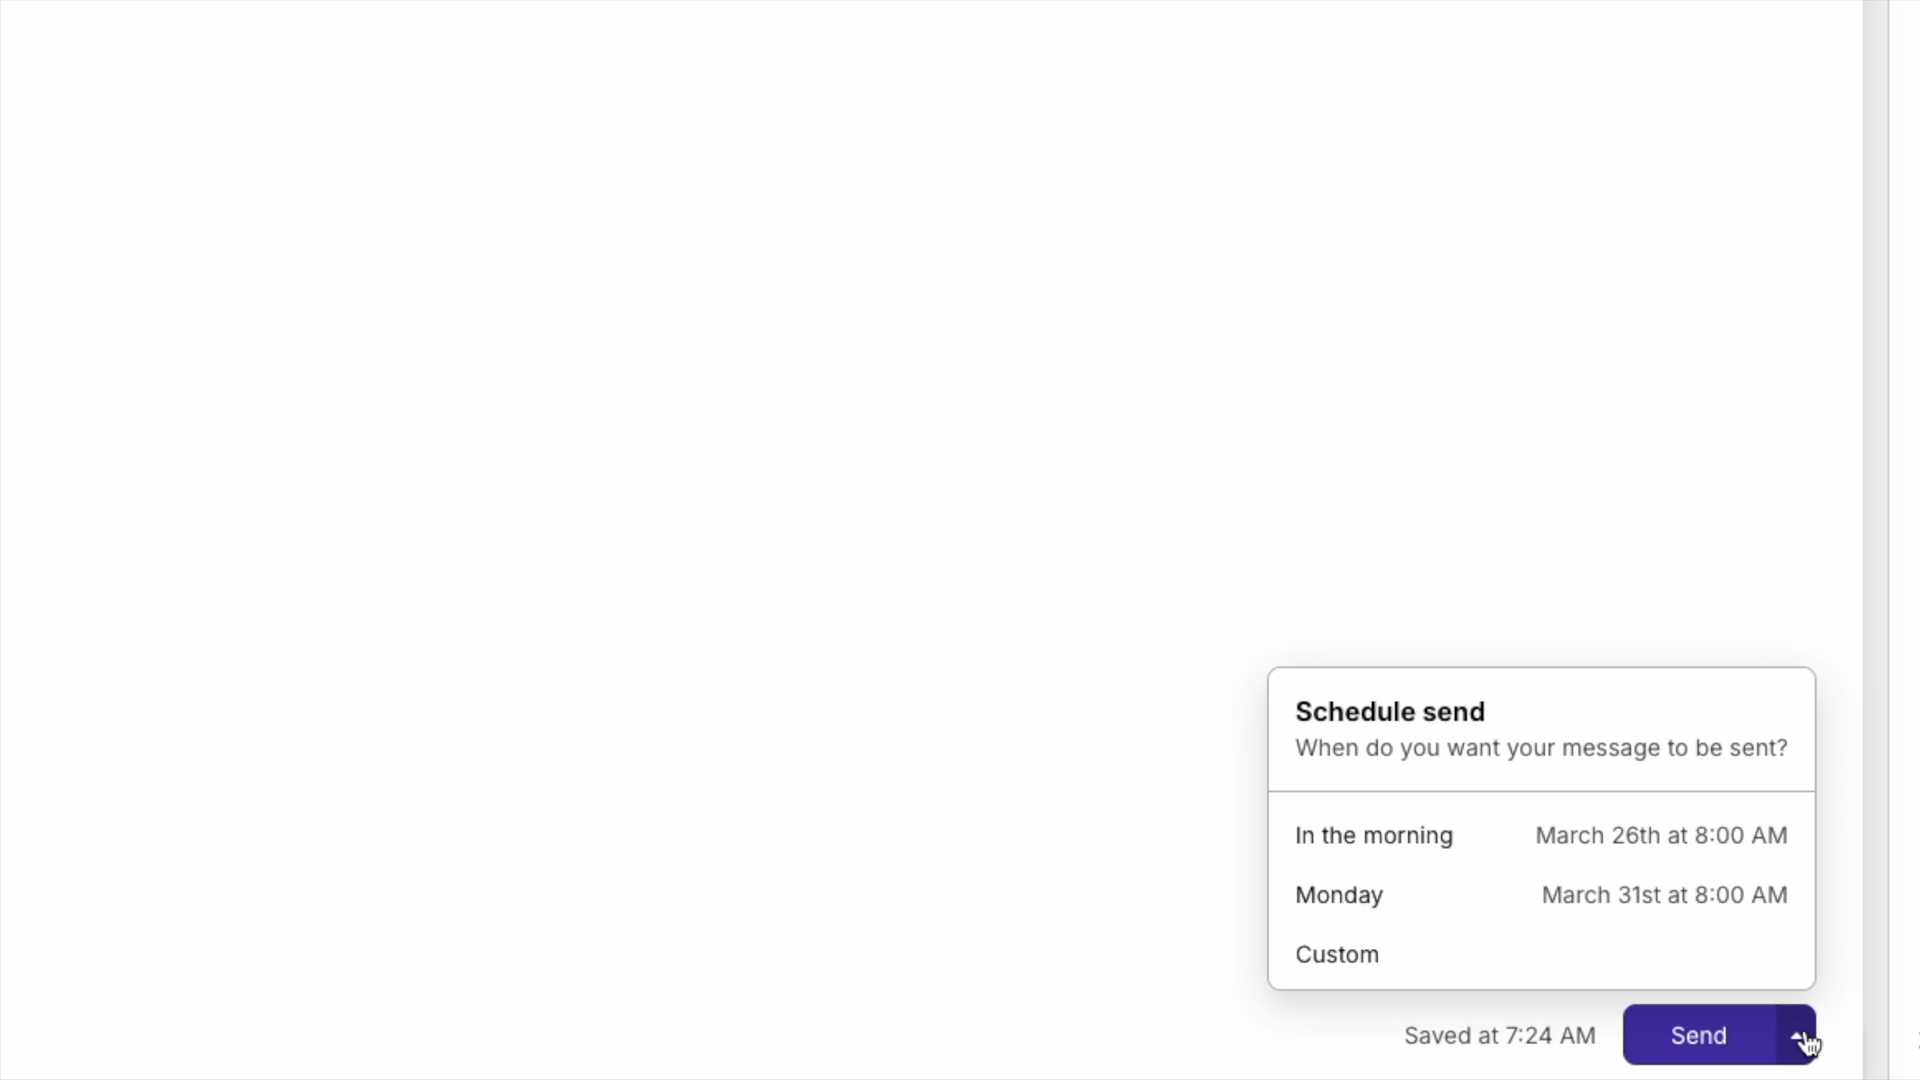 Schedule send
When do you want your message to be sent?
In the morning March 26th at 8:00 AM
Monday March 31st at 8:00 AM
Custom
Saved at 7:24 AM Send